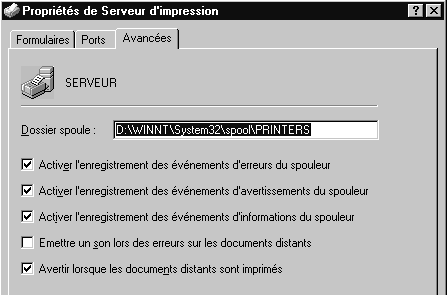 Propriétés de Serveur d'impression
Formulaires Ports Avancées
SERVEUR
Dossier spoule : D:\WINNT\System32\spool\PRINTERS
Activer l'enregistrement des événements d'erreurs du spouleur
Activer l'enregistrement des événements d'avertissements du spouleur
Activer l'enregistrement des événements d'informations du spouleur
Emettre un son lors des erreurs sur les documents distants
Avertir lorsque les documents distants sont imprimés